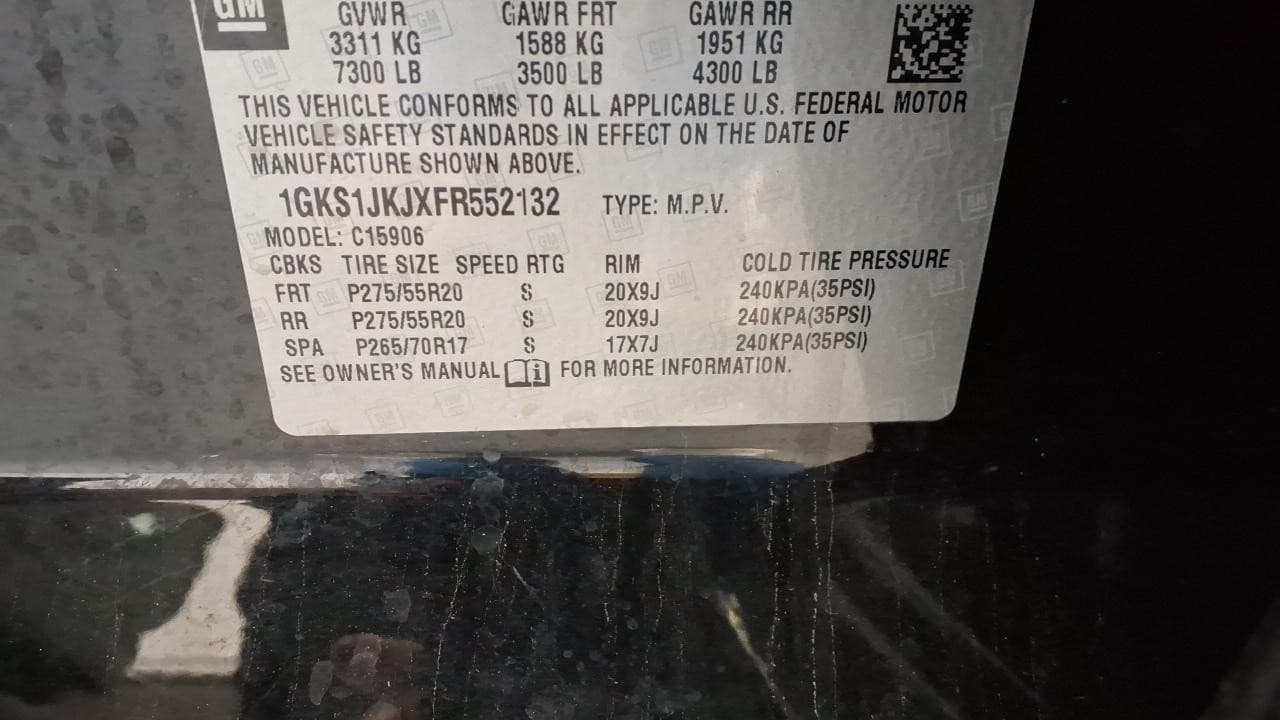 GM
GVWR GAWR FRT GAWR RR
3311 KG 1588 KG 1951 KG
7300 LB 3500 LB 4300 LB
THIS VEHICLE CONFORMS TO ALL APPLICABLE U.S. FEDERAL MOTOR
VEHICLE SAFETY STANDARDS IN EFFECT ON THE DATE OF
MANUFACTURE SHOWN ABOVE.
1GKS1JKJXFR552132 TYPE: M.P.V.
MODEL: C15906
CBKS TIRE SIZE SPEED RTG RIM COLD TIRE PRESSURE
FRT P275/55R20 S 20X9J 240KPA(35PSI)
RR P275/55R20 S 20X9J 240KPA(35PSI)
SPA P265/70R17 S 17X7J 240KPA(35PSI)
SEE OWNER'S MANUAL i FOR MORE INFORMATION.